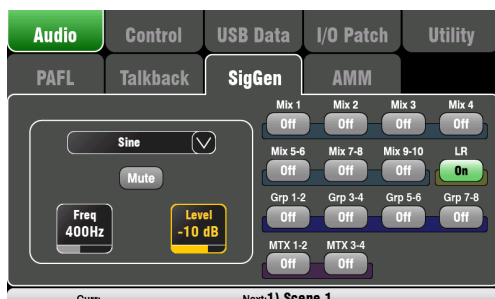 Audio Control USB Data I/O Patch Utility
PAFL Talkback SigGen AMM
Mix 1 Mix 2 Mix 3 Mix 4
Off Off Off Off
Sine
Mix 5-6 Mix 7-8 Mix 9-10 LR
Off Off Off On
Mute
Grp 1-2 Grp 3-4 Grp 5-6 Grp 7-8
Off Off Off Off
Freq Level
400Hz -10 dB
MTX 1-2 MTX 3-4
Off Off
Curr: Next:1) Scene 1